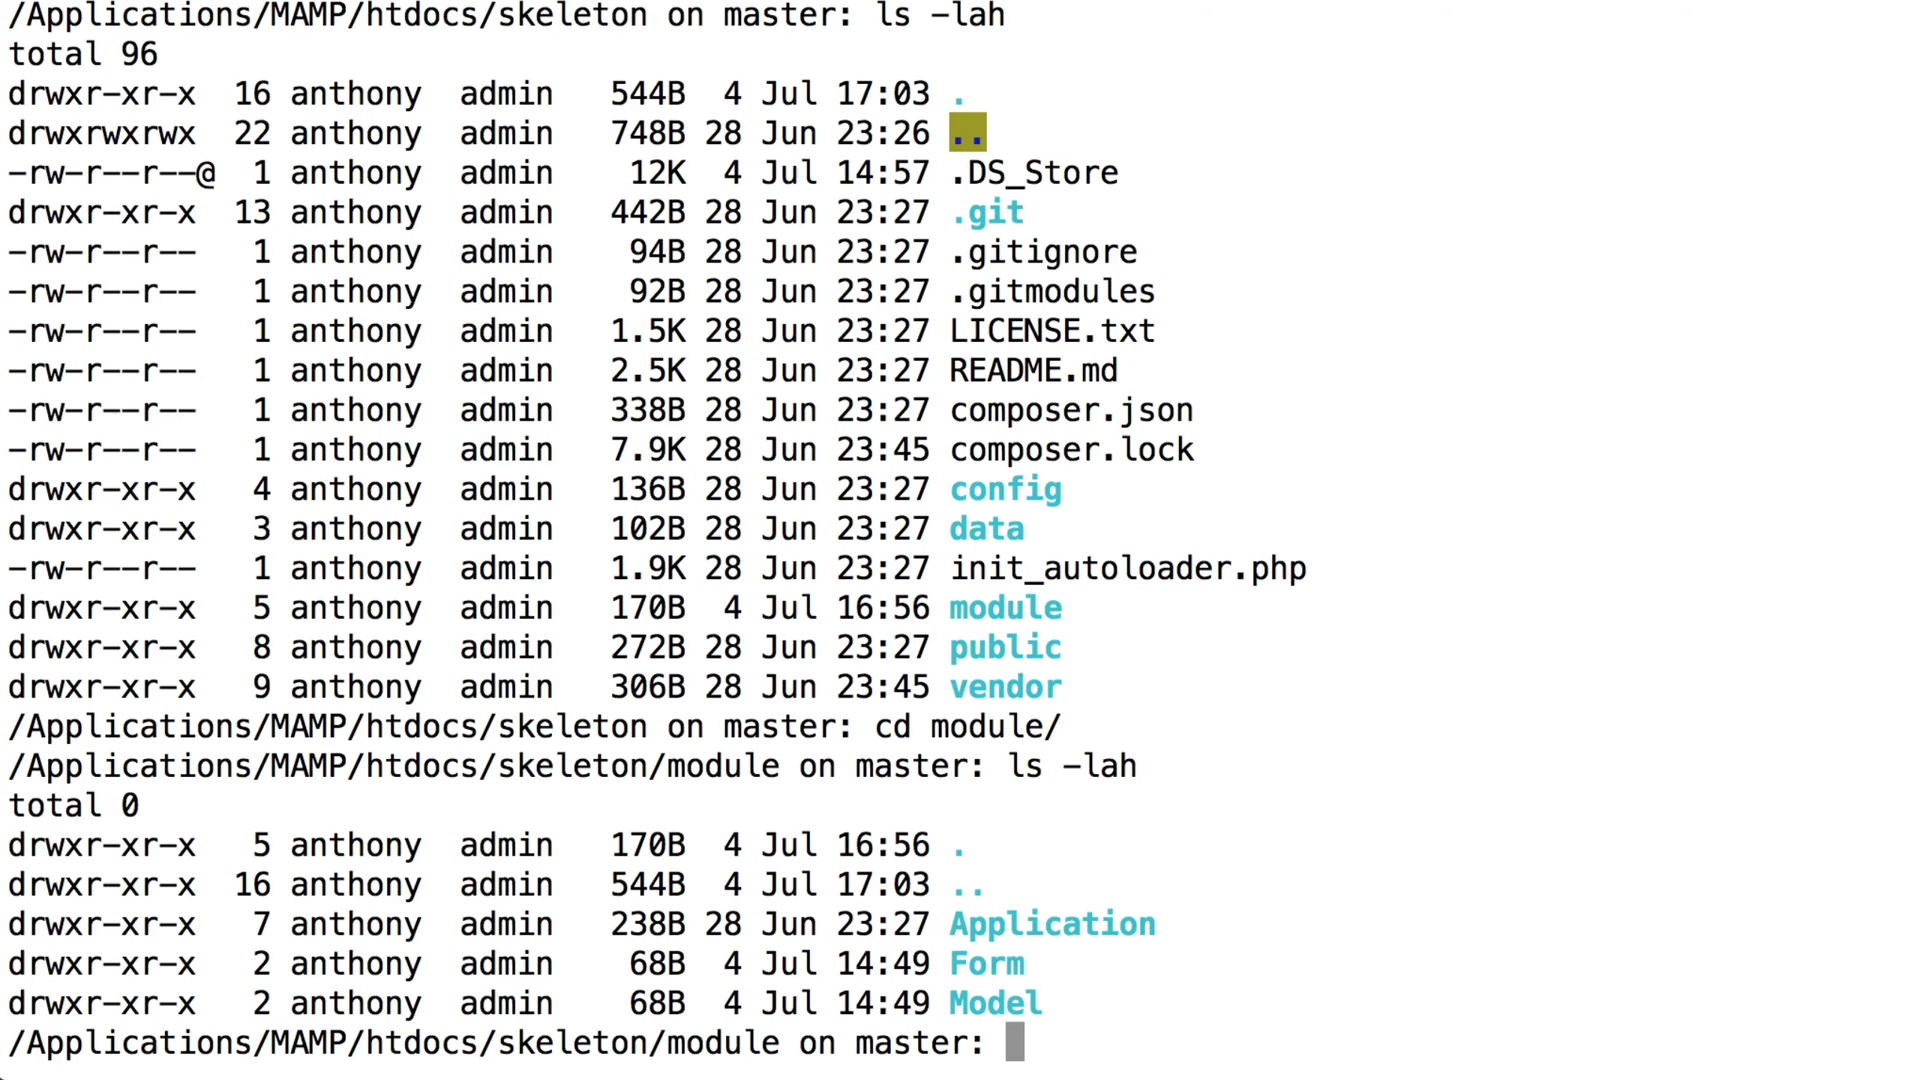 /Applications/MAMP/htdocs/skeleton on master: ls -lah
total 96
drwxr-xr-x  16 anthony  admin   544B  4 Jul 17:03 .
drwxrwxrwx  22 anthony  admin   748B 28 Jun 23:26 ..
-rw-r--r--@  1 anthony  admin    12K  4 Jul 14:57 .DS_Store
drwxr-xr-x  13 anthony  admin   442B 28 Jun 23:27 .git
-rw-r--r--   1 anthony  admin    94B 28 Jun 23:27 .gitignore
-rw-r--r--   1 anthony  admin    92B 28 Jun 23:27 .gitmodules
-rw-r--r--   1 anthony  admin   1.5K 28 Jun 23:27 LICENSE.txt
-rw-r--r--   1 anthony  admin   2.5K 28 Jun 23:27 README.md
-rw-r--r--   1 anthony  admin   338B 28 Jun 23:27 composer.json
-rw-r--r--   1 anthony  admin   7.9K 28 Jun 23:45 composer.lock
drwxr-xr-x   4 anthony  admin   136B 28 Jun 23:27 config
drwxr-xr-x   3 anthony  admin   102B 28 Jun 23:27 data
-rw-r--r--   1 anthony  admin   1.9K 28 Jun 23:27 init_autoloader.php
drwxr-xr-x   5 anthony  admin   170B  4 Jul 16:56 module
drwxr-xr-x   8 anthony  admin   272B 28 Jun 23:27 public
drwxr-xr-x   9 anthony  admin   306B 28 Jun 23:45 vendor
/Applications/MAMP/htdocs/skeleton on master: cd module/
/Applications/MAMP/htdocs/skeleton/module on master: ls -lah
total 0
drwxr-xr-x   5 anthony  admin   170B  4 Jul 16:56 .
drwxr-xr-x  16 anthony  admin   544B  4 Jul 17:03 ..
drwxr-xr-x   7 anthony  admin   238B 28 Jun 23:27 Application
drwxr-xr-x   2 anthony  admin    68B  4 Jul 14:49 Form
drwxr-xr-x   2 anthony  admin    68B  4 Jul 14:49 Model
/Applications/MAMP/htdocs/skeleton/module on master: